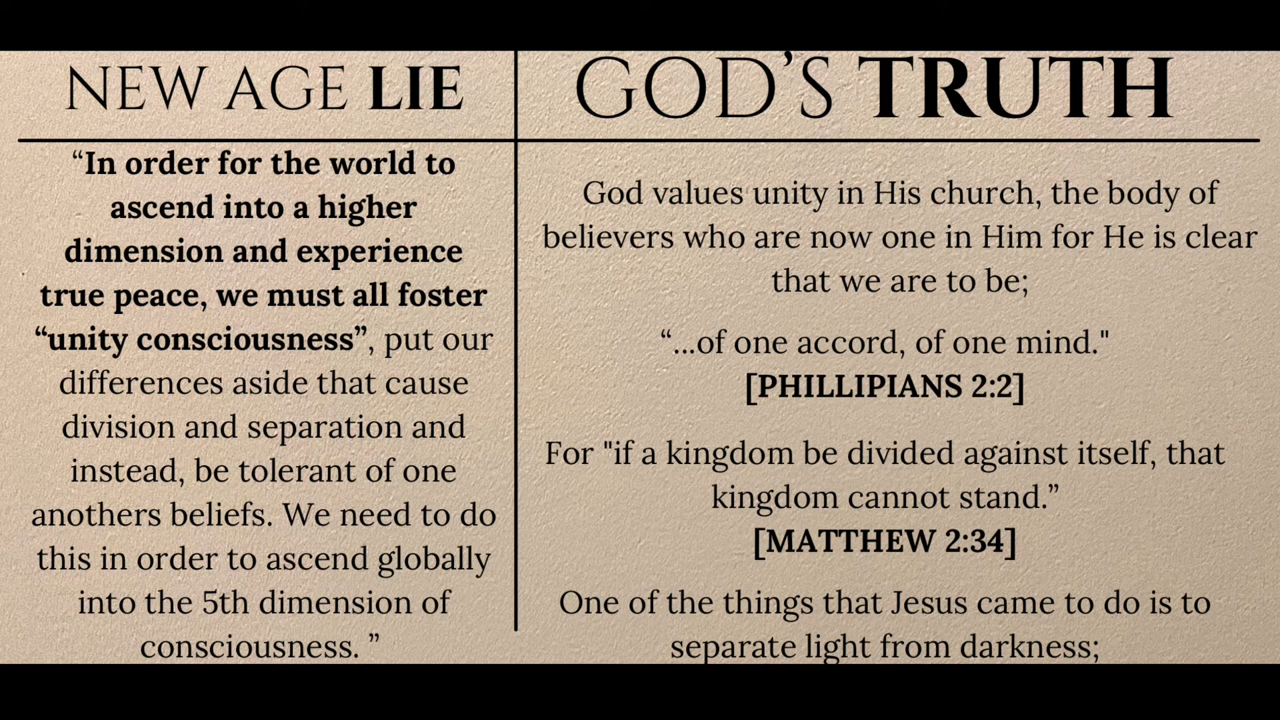 NEW AGE LIE
“In order for the world to
ascend into a higher
dimension and experience
true peace, we must all foster
“unity consciousness”, put our
differences aside that cause
division and separation and
instead, be tolerant of one
anothers beliefs. We need to do
this in order to ascend globally
into the 5th dimension of
consciousness. ”
GOD’S TRUTH
God values unity in His church, the body of
believers who are now one in Him for He is clear
that we are to be;
“...of one accord, of one mind."
[PHILLIPIANS 2:2]
For "if a kingdom be divided against itself, that
kingdom cannot stand.”
[MATTHEW 2:34]
One of the things that Jesus came to do is to
separate light from darkness;